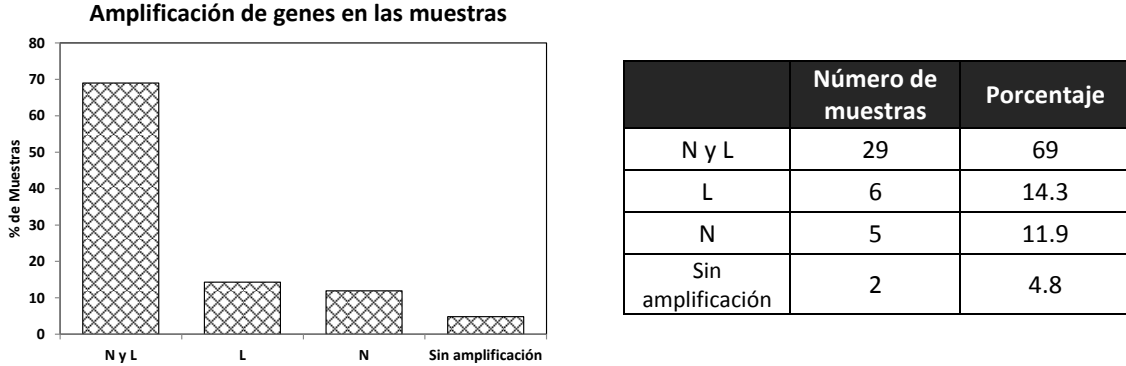 Amplificación de genes en las muestras
80
70
60
50
40
30
20
10
0
% de Muestras
N y L
L
N
Sin amplificación
Número de
muestras
Porcentaje
N y L
29
69
L
6
14.3
N
5
11.9
Sin
amplificación
2
4.8